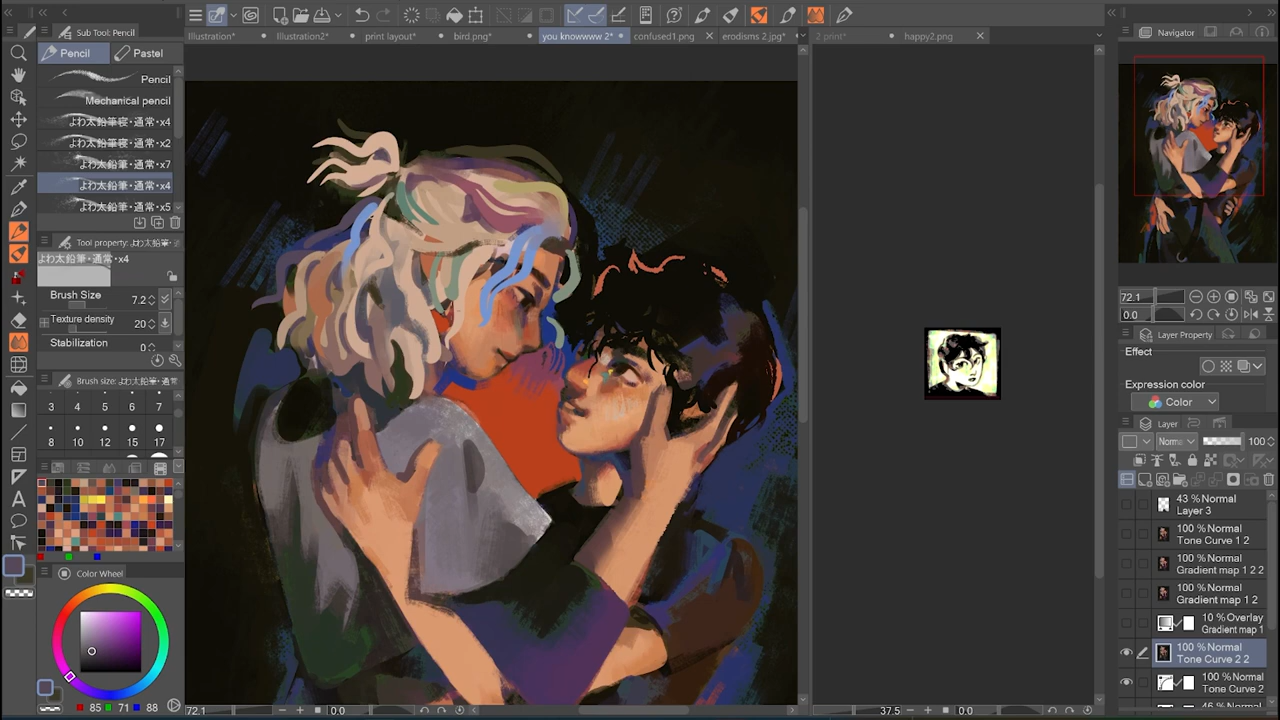 Sub Tool: Pencil
Illustration*
Illustration2*
print layout*
bird.png*
you knowwww 2*
confused1.png
erodisms 2.jpg*
2 print*
happy2.png
Navigator
Pencil
Pastel
Pencil
Mechanical pencil
よわ太鉛筆寝・通常・x4
よわ太鉛筆寝・通常・x2
よわ太鉛筆・通常・x7
よわ太鉛筆・通常・x4
よわ太鉛筆・通常・x5
Tool property: よわ太鉛筆・通常・
よわ太鉛筆・通常・x4
Brush Size
7.2
Texture density
20
Stabilization
0
Brush size: よわ太鉛筆・通常
3 4 5 6 7
8 10 12 15 17
Color Wheel
85 71 88
72.1
0.0
37.5
0.0
72.1
0.0
Layer Property
Effect
Expression color
Color
Layer
Norma
100
43 % Normal
Layer 3
100 % Normal
Tone Curve 1 2
100 % Normal
Gradient map 1 2 2
100 % Normal
Gradient map 1 2
10 % Overlay
Gradient map 1
100 % Normal
Tone Curve 2 2
100 % Normal
Tone Curve 2
46 % Normal